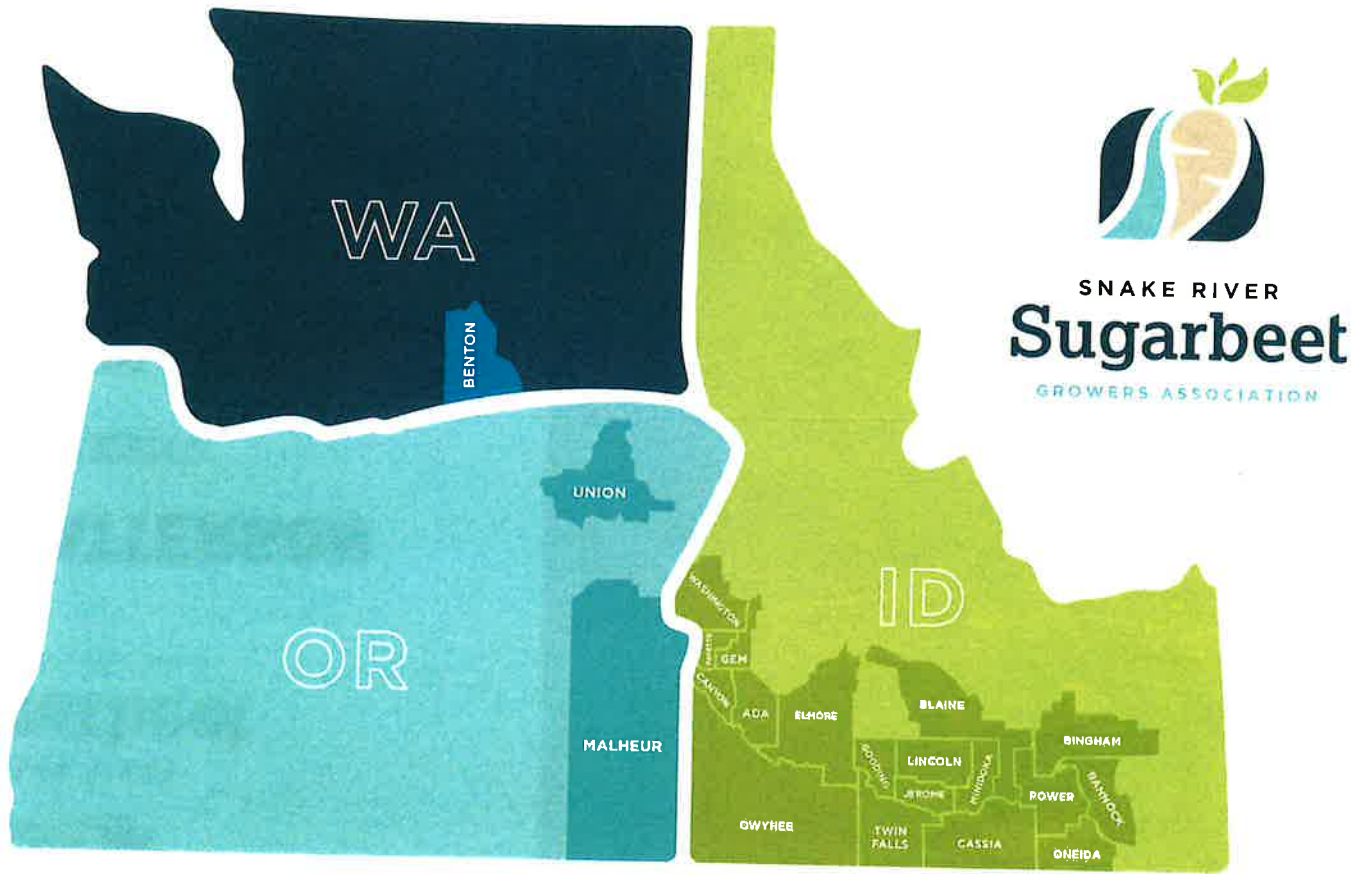 WA
BENTON
SNAKE RIVER
Sugarbeet
GROWERS ASSOCIATION
UNION
OR
MALHEUR
ID
WASHINGTON
PAYETTE
GEM
CANYON
ADA
ELMORE
BLAINE
BINGHAM
GOODING
LINCOLN
MINIDOKA
JEROME
POWER
BANNOCK
OWYHEE
TWIN
FALLS
CASSIA
ONEIDA